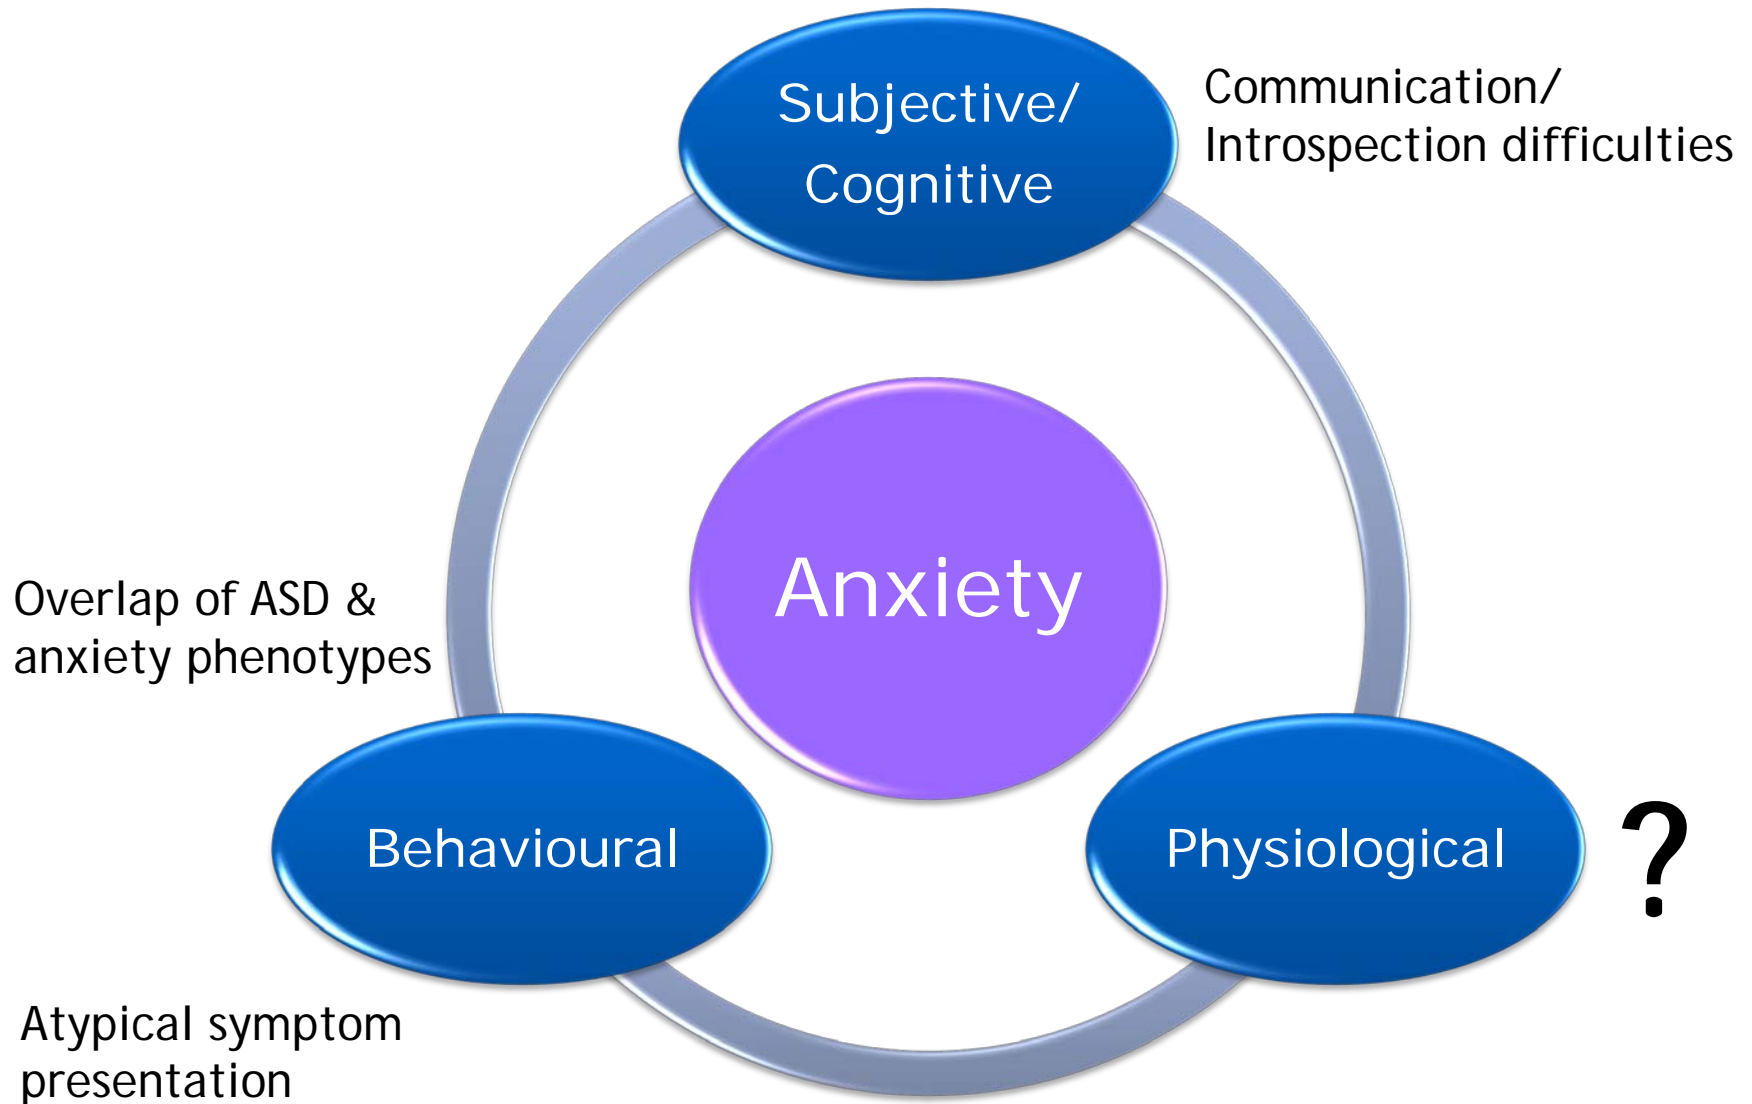 Subjective/
Cognitive
Communication/
Introspection difficulties
Anxiety
Overlap of ASD &
anxiety phenotypes
Behavioural
Physiological
?
Atypical symptom
presentation